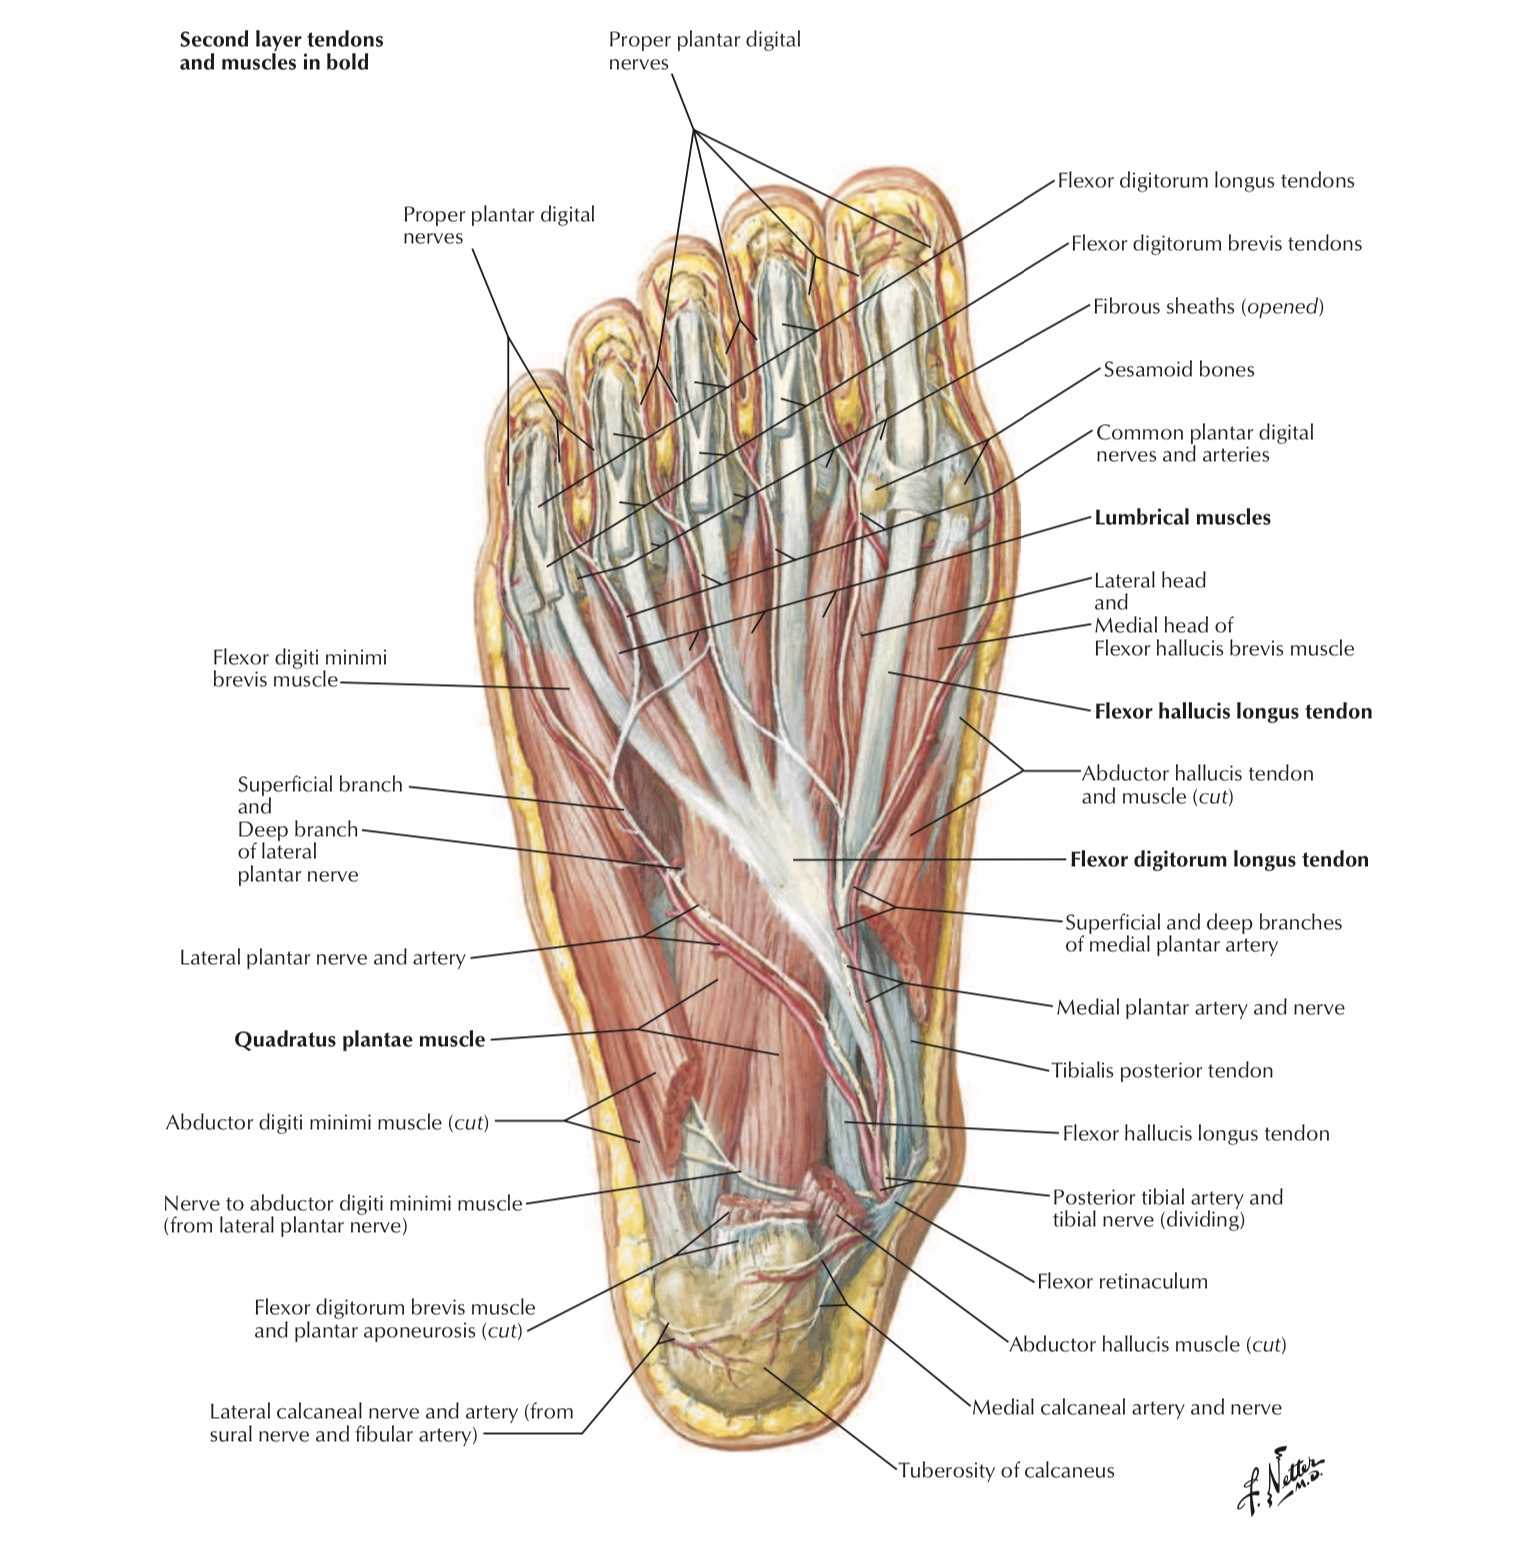 Second layer tendons
and muscles in bold
Proper plantar digital
nerves
Proper plantar digital
nerves
Flexor digiti minimi
brevis muscle
Superficial branch
and
Deep branch
of lateral
plantar nerve
Lateral plantar nerve and artery
Quadratus plantae muscle
Abductor digiti minimi muscle (cut)
Nerve to abductor digiti minimi muscle
(from lateral plantar nerve)
Flexor digitorum brevis muscle
and plantar aponeurosis (cut)
Lateral calcaneal nerve and artery (from
sural nerve and fibular artery)
Flexor digitorum longus tendons
Flexor digitorum brevis tendons
Fibrous sheaths (opened)
Sesamoid bones
Common plantar digital
nerves and arteries
Lumbrical muscles
Lateral head
and
Medial head of
Flexor hallucis brevis muscle
Flexor hallucis longus tendon
Abductor hallucis tendon
and muscle (cut)
Flexor digitorum longus tendon
Superficial and deep branches
of medial plantar artery
Medial plantar artery and nerve
Tibialis posterior tendon
Flexor hallucis longus tendon
Posterior tibial artery and
tibial nerve (dividing)
Flexor retinaculum
Abductor hallucis muscle (cut)
Medial calcaneal artery and nerve
Tuberosity of calcaneus
F. Netter
M.D.